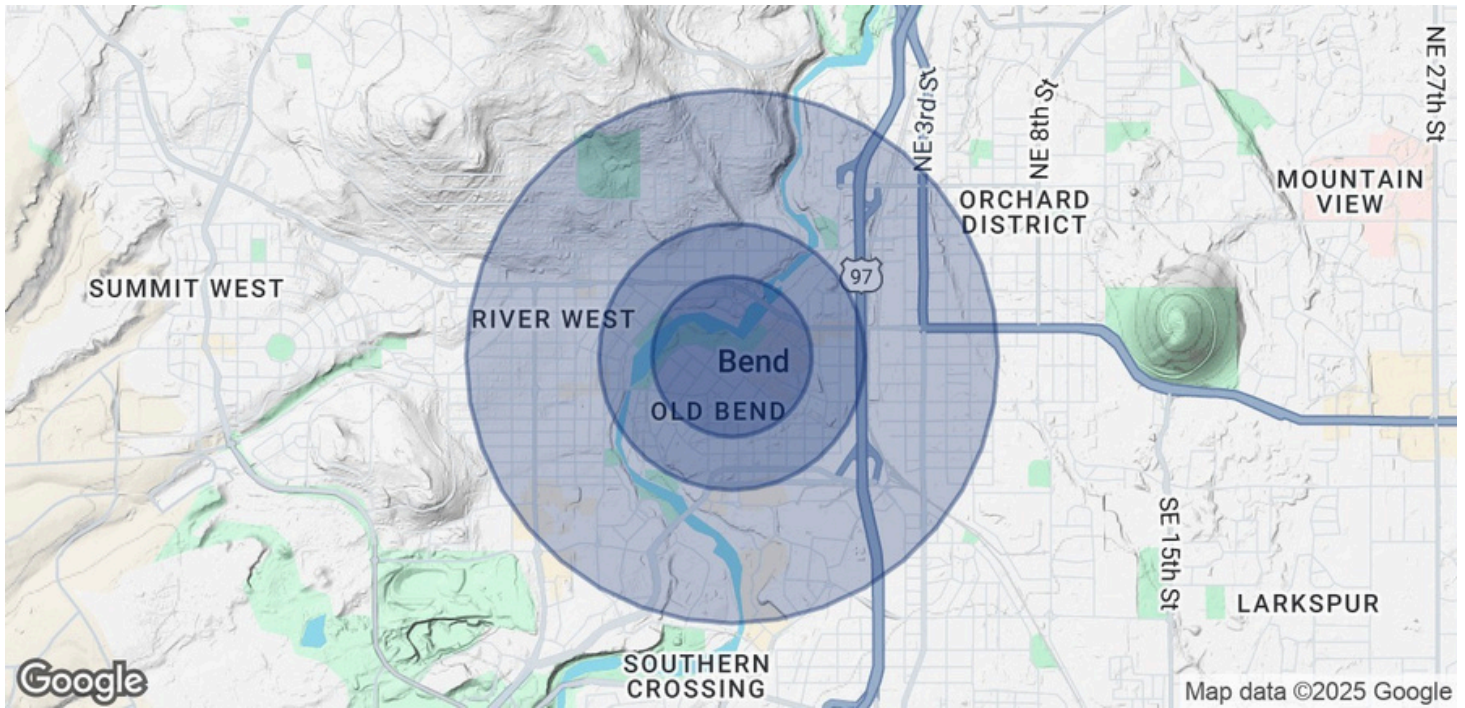 NE 27th St
NE 3rd St
NE 8th St
MOUNTAIN
VIEW
ORCHARD
DISTRICT
97
SUMMIT WEST
RIVER WEST
Bend
OLD BEND
SE 15th St
LARKSPUR
SOUTHERN
CROSSING
Google
Map data ©2025 Google